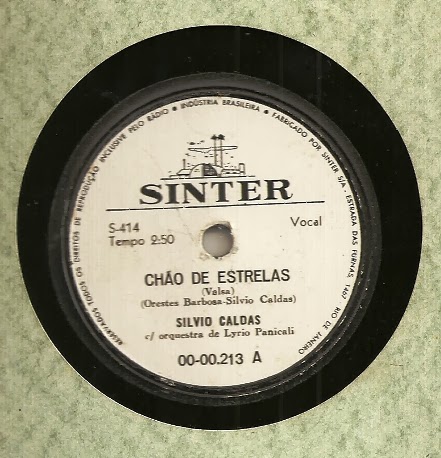 RESERVADOS TODOS OS DIREITOS DE REPRODUÇÃO INCLUSIVE PELO RÁDIO • INDÚSTRIA BRASILEIRA • FABRICADO POR SINTER S/A - ESTRADA DAS FURNAS, 1467 - RIO DE JANEIRO
SINTER
S-414 Vocal
Tempo 2:50
CHÃO DE ESTRELAS
(Valsa)
(Orestes Barbosa-Silvio Caldas)
SILVIO CALDAS
c/ orquestra de Lyrio Panicali
00-00.213 A